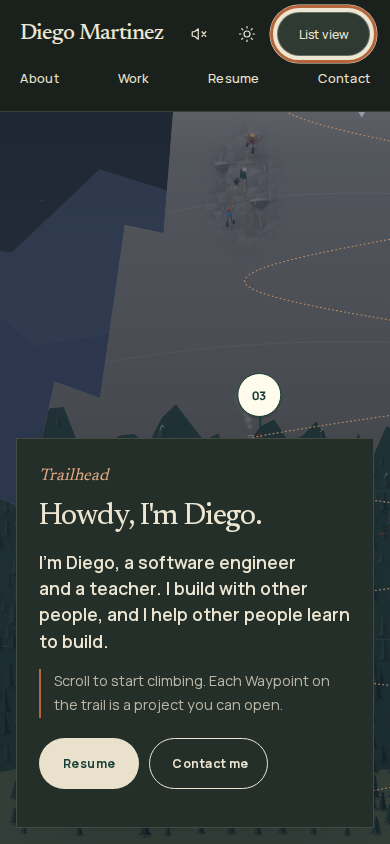 Diego Martinez
List view
About
Work
Resume
Contact
03
Trailhead
Howdy, I'm Diego.
I'm Diego, a software engineer
and a teacher. I build with other
people, and I help other people learn
to build.
Scroll to start climbing. Each Waypoint on
the trail is a project you can open.
Resume
Contact me